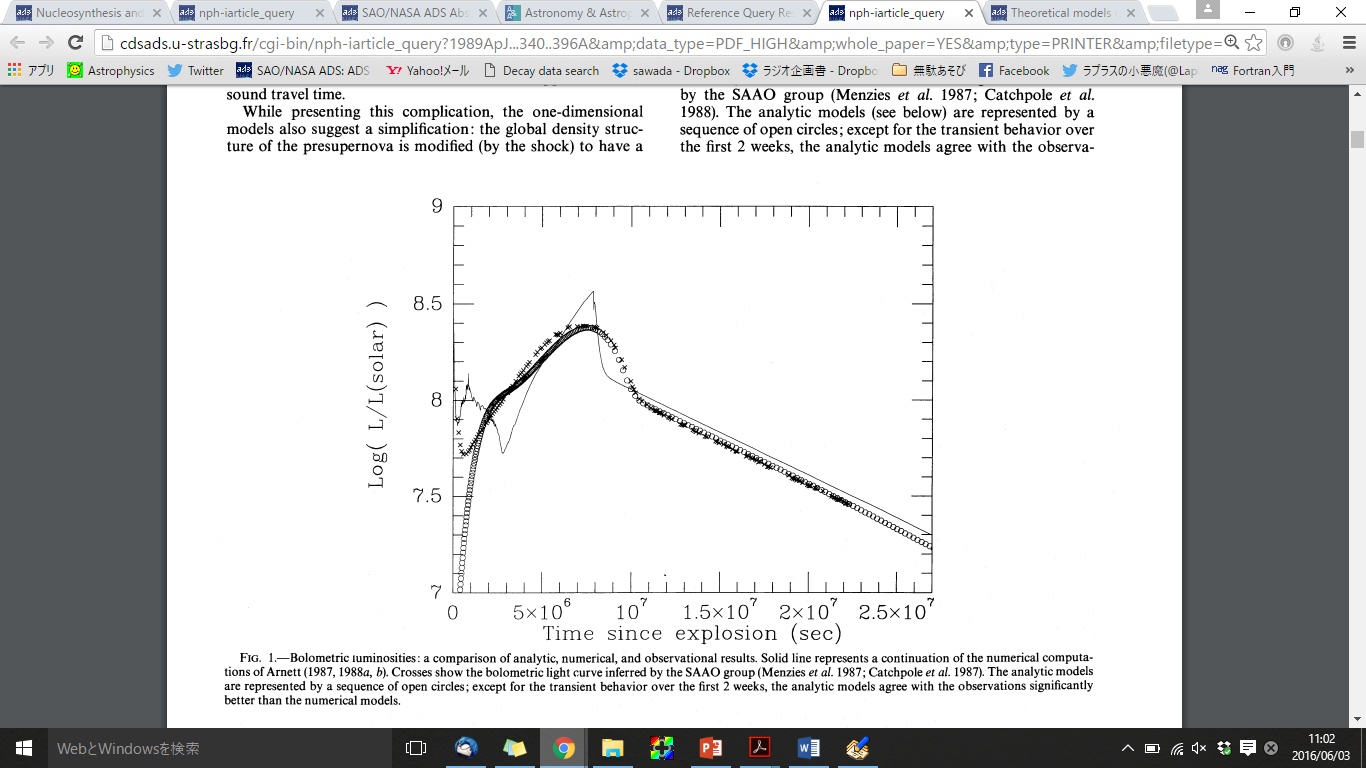 Nucleosynthesis and
nph-iarticle_query
SAO/NASA ADS Abs
Astronomy & Astrop
Reference Query Re
nph-iarticle_query
Theoretical models
cdsads.u-strasbg.fr/cgi-bin/nph-iarticle_query?1989ApJ...340..396A&amp;data_type=PDF_HIGH&amp;whole_paper=YES&amp;type=PRINTER&amp;filetype=
アプリ
Astrophysics
Twitter
SAO/NASA ADS: ADS
Yahoo!メール
Decay data search
sawada - Dropbox
ラジオ企画書 - Dropbo
無駄あそび
Facebook
ラプラスの小悪魔(@Lap
Fortran入門
»
sound travel time.
While presenting this complication, the one-dimensional
models also suggest a simplification: the global density struc-
ture of the presupernova is modified (by the shock) to have a
by the SAAO group (Menzies et al. 1987; Catchpole et al.
1988). The analytic models (see below) are represented by a
sequence of open circles; except for the transient behavior over
the first 2 weeks, the analytic models agree with the observa-
Log( L/L(solar) )
9
8.5
8
7.5
7
0
5×10⁶
10⁷
1.5×10⁷
2×10⁷
2.5×10⁷
Time since explosion (sec)
FIG. 1.—Bolometric luminosities: a comparison of analytic, numerical, and observational results. Solid line represents a continuation of the numerical computa-
tions of Arnett (1987, 1988a, b). Crosses show the bolometric light curve inferred by the SAAO group (Menzies et al. 1987; Catchpole et al. 1987). The analytic models
are represented by a sequence of open circles; except for the transient behavior over the first 2 weeks, the analytic models agree with the observations significantly
better than the numerical models.
WebとWindowsを検索
11:02
2016/06/03